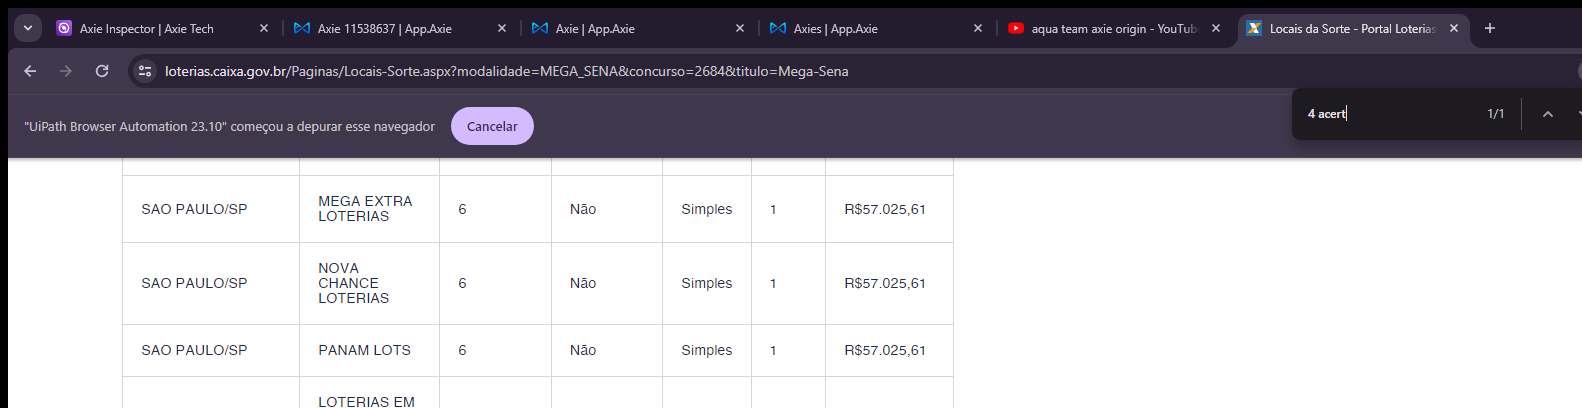 Axie Inspector | Axie Tech
Axie 11538637 | App.Axie
Axie | App.Axie
Axies | App.Axie
aqua team axie origin - YouTub
Locais da Sorte - Portal Loterias
loterias.caixa.gov.br/Paginas/Locais-Sorte.aspx?modalidade=MEGA_SENA&concurso=2684&titulo=Mega-Sena
4 acert
1/1
"UiPath Browser Automation 23.10" começou a depurar esse navegador
Cancelar
SAO PAULO/SP
MEGA EXTRA
LOTERIAS
6
Não
Simples
1
R$57.025,61
SAO PAULO/SP
NOVA
CHANCE
LOTERIAS
6
Não
Simples
1
R$57.025,61
SAO PAULO/SP
PANAM LOTS
6
Não
Simples
1
R$57.025,61
LOTERIAS EM